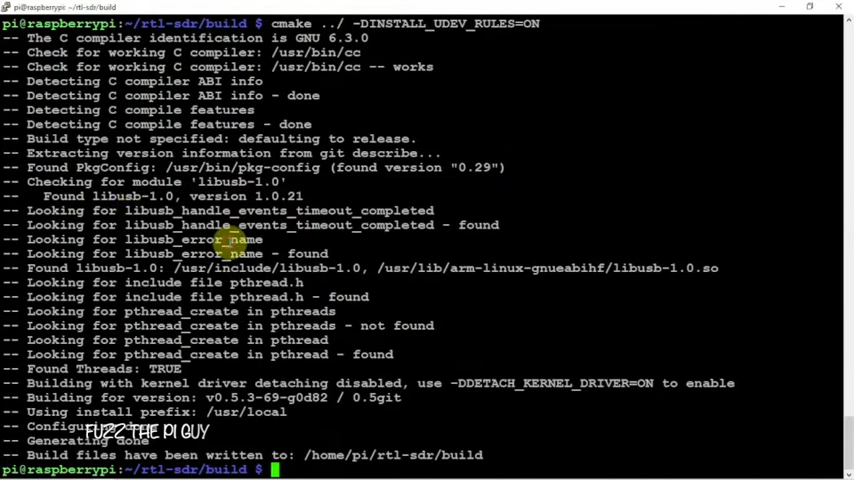 pi@raspberrypi: ~/rtl-sdr/build
pi@raspberrypi:~/rtl-sdr/build $ cmake ../ -DINSTALL_UDEV_RULES=ON
-- The C compiler identification is GNU 6.3.0
-- Check for working C compiler: /usr/bin/cc
-- Check for working C compiler: /usr/bin/cc -- works
-- Detecting C compiler ABI info
-- Detecting C compiler ABI info - done
-- Detecting C compile features
-- Detecting C compile features - done
-- Build type not specified: defaulting to release.
-- Extracting version information from git describe...
-- Found PkgConfig: /usr/bin/pkg-config (found version "0.29")
-- Checking for module 'libusb-1.0'
--   Found libusb-1.0, version 1.0.21
-- Looking for libusb_handle_events_timeout_completed
-- Looking for libusb_handle_events_timeout_completed - found
-- Looking for libusb_error_name
-- Looking for libusb_error_name - found
-- Found libusb-1.0: /usr/include/libusb-1.0, /usr/lib/arm-linux-gnueabihf/libusb-1.0.so
-- Looking for include file pthread.h
-- Looking for include file pthread.h - found
-- Looking for pthread_create in pthreads
-- Looking for pthread_create in pthreads - not found
-- Looking for pthread_create in pthread
-- Looking for pthread_create in pthread - found
-- Found Threads: TRUE
-- Building with kernel driver detaching disabled, use -DDETACH_KERNEL_DRIVER=ON to enable
-- Building for version: v0.5.3-69-g0d82 / 0.5git
-- Using install prefix: /usr/local
-- Configuring done
FUZZ THE PI GUY
-- Generating done
-- Build files have been written to: /home/pi/rtl-sdr/build
pi@raspberrypi:~/rtl-sdr/build $